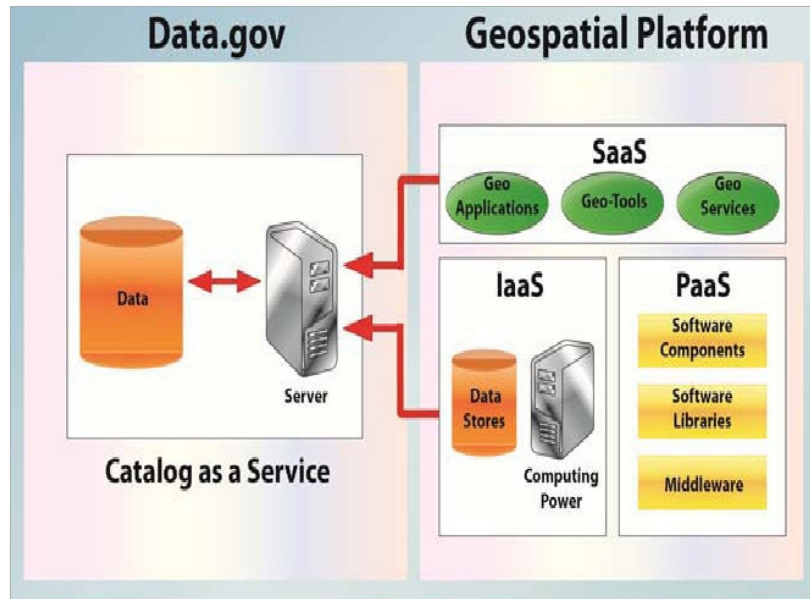 Data.gov
Data
Server
Catalog as a Service
Geospatial Platform
SaaS
Geo
Applications
Geo-Tools
Geo
Services
IaaS
Data
Stores
Computing
Power
PaaS
Software
Components
Software
Libraries
Middleware